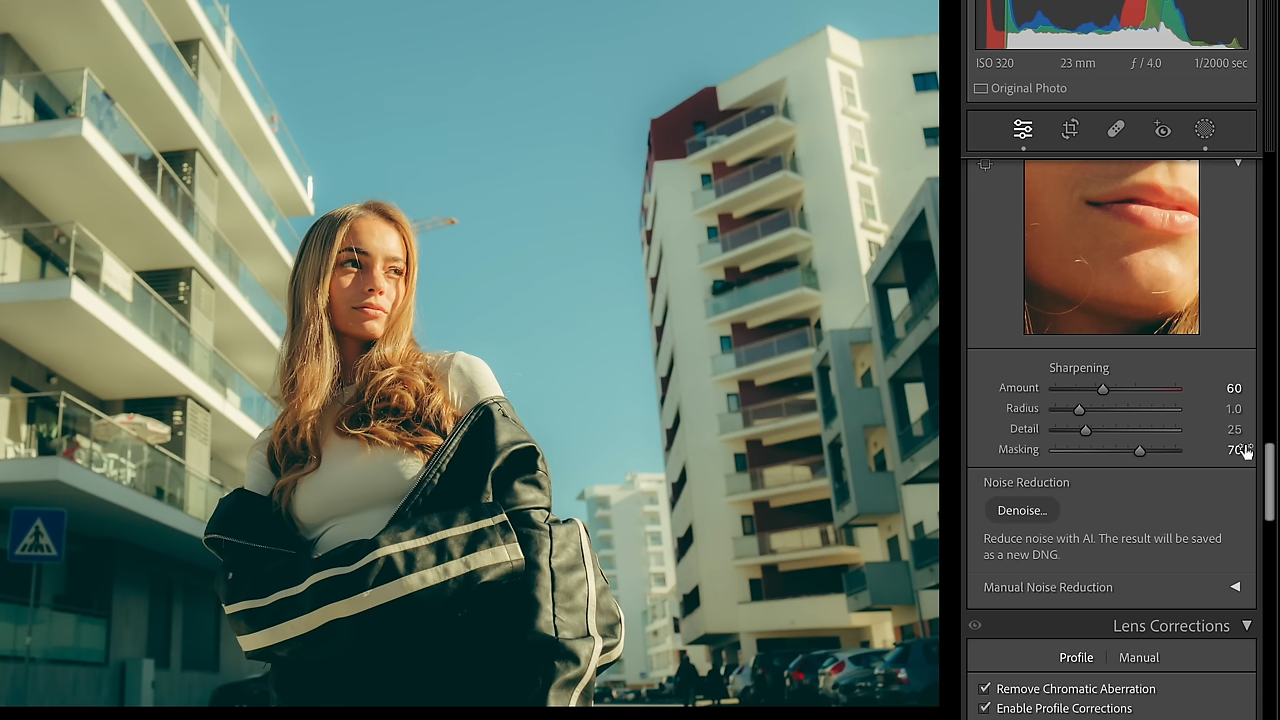 ISO 320 23 mm ƒ / 4.0 1/2000 sec
Original Photo
Sharpening
Amount 60
Radius 1.0
Detail 25
Masking 70
Noise Reduction
Denoise...
Reduce noise with AI. The result will be saved
as a new DNG.
Manual Noise Reduction
Lens Corrections
Profile Manual
Remove Chromatic Aberration
Enable Profile Corrections